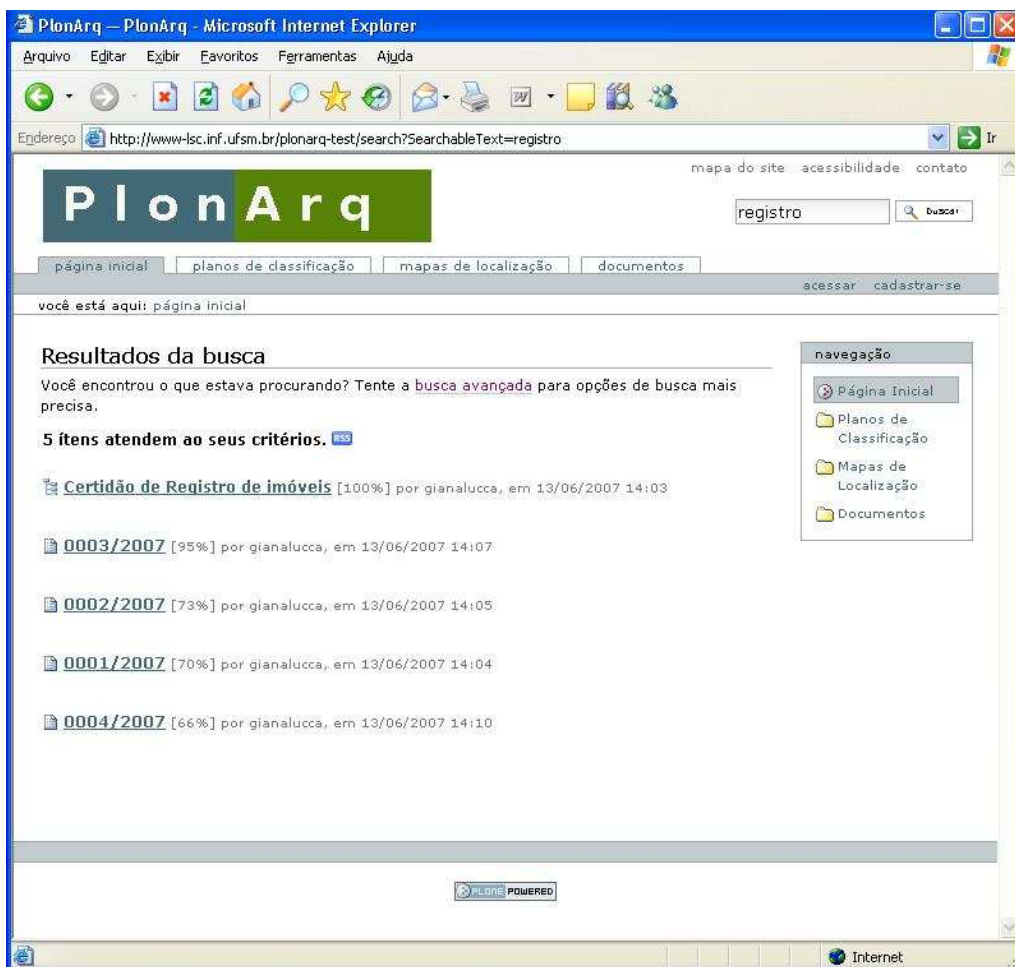 PlonArq — PlonArq - Microsoft Internet Explorer
Arquivo Editar Exibir Favoritos Ferramentas Ajuda
Endereço http://www-lsc.inf.ufsm.br/plonarq-test/search?SearchableText=registro Ir
mapa do site acessibilidade contato
PlonArq
registro buscar
página inicial planos de classificação mapas de localização documentos
acessar cadastrar-se
você está aqui: página inicial
Resultados da busca
Você encontrou o que estava procurando? Tente a busca avançada para opções de busca mais
precisa.
5 ítens atendem ao seus critérios. RSS
Certidão de Registro de imóveis [100%] por gianalucca, em 13/06/2007 14:03
0003/2007 [95%] por gianalucca, em 13/06/2007 14:07
0002/2007 [73%] por gianalucca, em 13/06/2007 14:05
0001/2007 [70%] por gianalucca, em 13/06/2007 14:04
0004/2007 [66%] por gianalucca, em 13/06/2007 14:10
navegação
Página Inicial
Planos de
Classificação
Mapas de
Localização
Documentos
PLONE POWERED
Internet